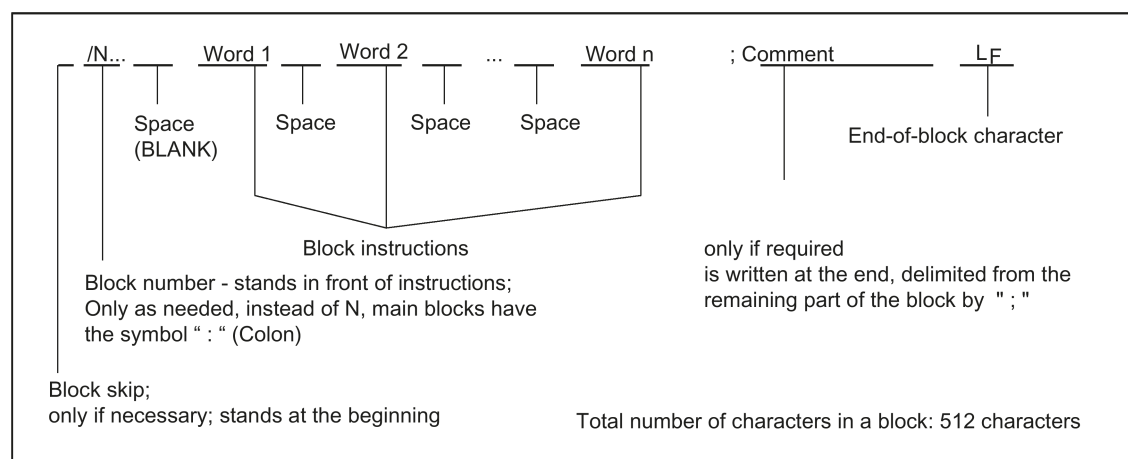 /N... Word 1 Word 2 ... Word n ; Comment LF
Space
(BLANK)
Space
Space
Space
End-of-block character
Block instructions
Block number - stands in front of instructions;
Only as needed, instead of N, main blocks have
the symbol “ : “ (Colon)
only if required
is written at the end, delimited from the
remaining part of the block by " ; "
Block skip;
only if necessary; stands at the beginning
Total number of characters in a block: 512 characters